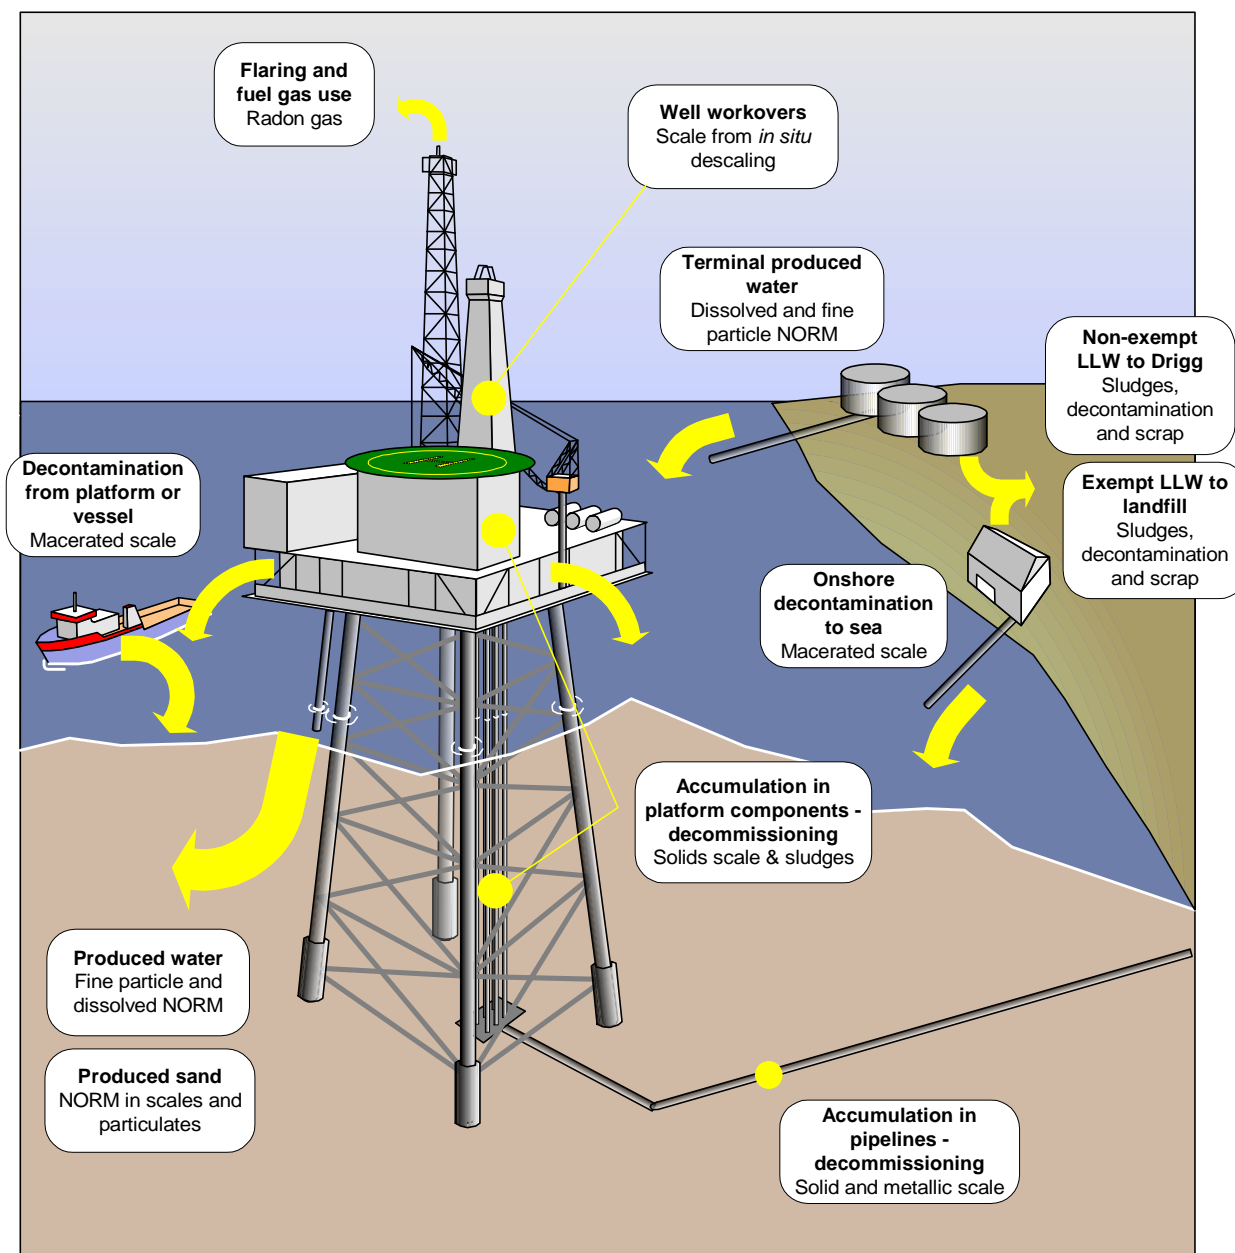 Flaring and
fuel gas use
Radon gas
Well workovers
Scale from in situ
descaling
Terminal produced
water
Dissolved and fine
particle NORM
Non-exempt
LLW to Drigg
Sludges,
decontamination
and scrap
Decontamination
from platform or
vessel
Macerated scale
Exempt LLW to
landfill
Sludges,
decontamination
and scrap
Onshore
decontamination
to sea
Macerated scale
Accumulation in
platform components -
decommissioning
Solids scale & sludges
Produced water
Fine particle and
dissolved NORM
Produced sand
NORM in scales and
particulates
Accumulation in
pipelines -
decommissioning
Solid and metallic scale